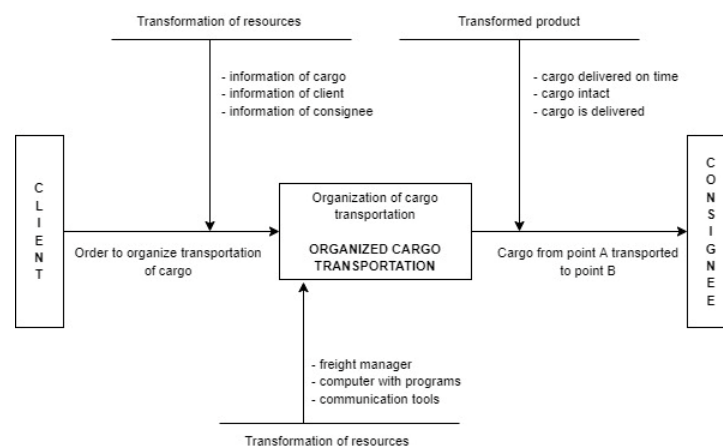 Transformation of resources
Transformed product
- information of cargo
- information of client
- information of consignee
- cargo delivered on time
- cargo intact
- cargo is delivered
CLIENT
Order to organize transportation
of cargo
Organization of cargo
transportation
ORGANIZED CARGO
TRANSPORTATION
Cargo from point A transported
to point B
CONSIGNEE
- freight manager
- computer with programs
- communication tools
Transformation of resources